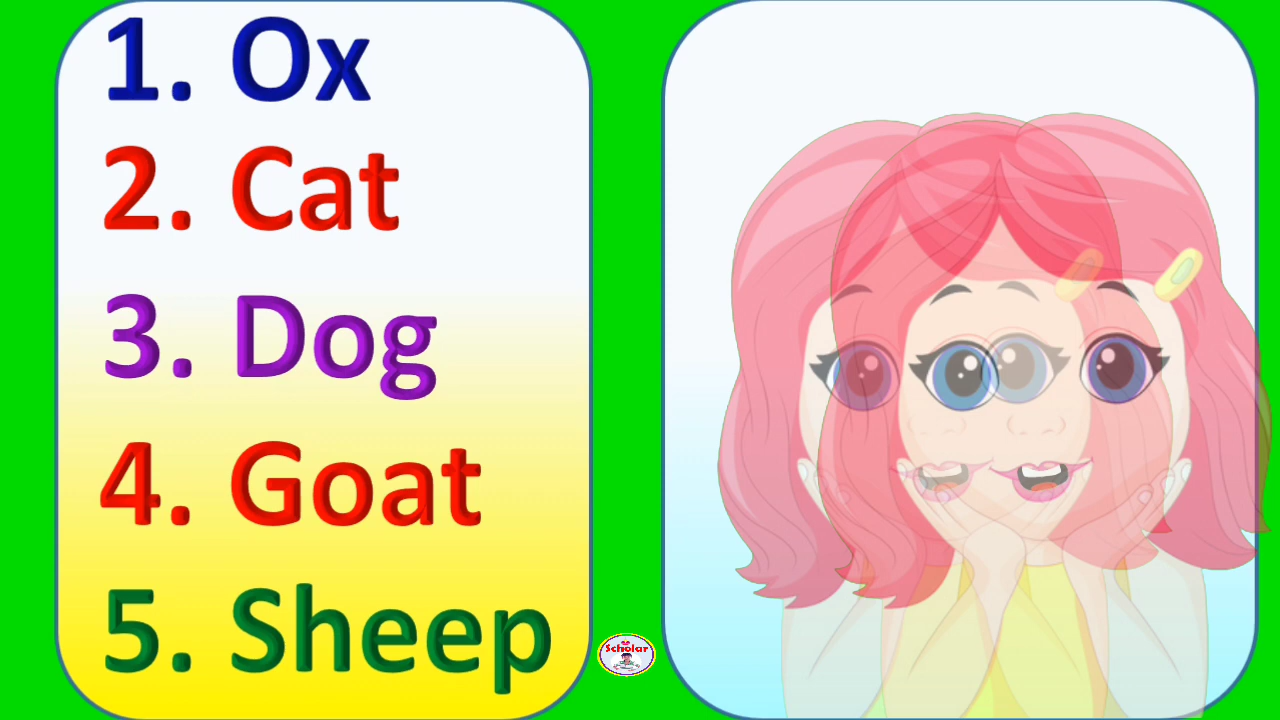 1. Ox
2. Cat
3. Dog
4. Goat
5. Sheep
Scholar